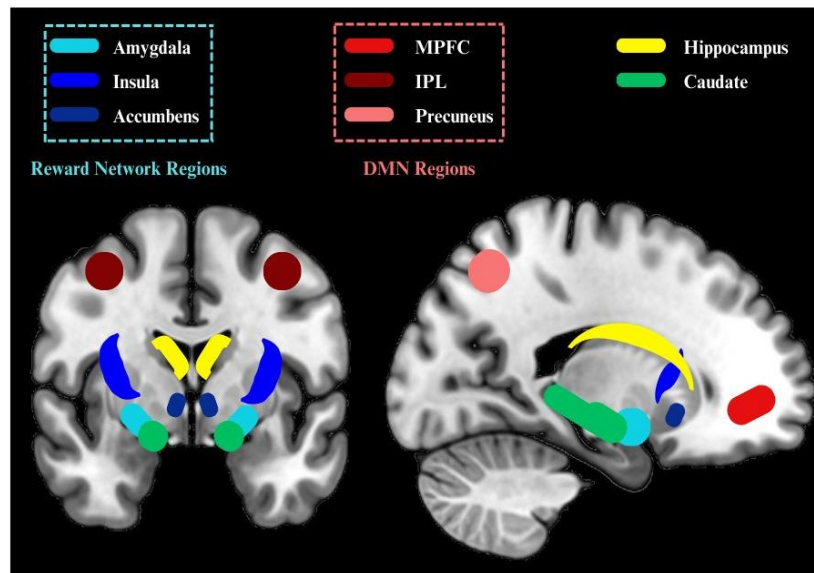 Amygdala
Insula
Accumbens
Reward Network Regions
MPFC
IPL
Precuneus
DMN Regions
Hippocampus
Caudate